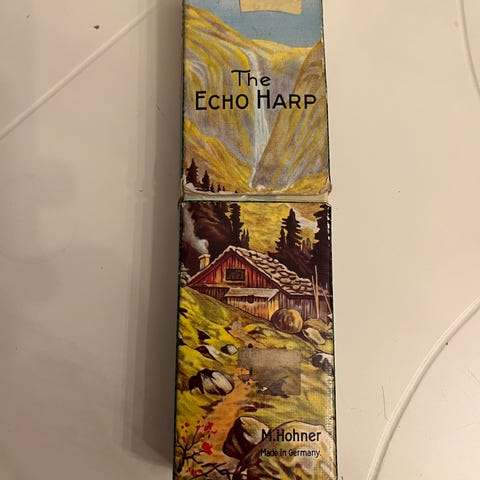 The
ECHO HARP
M. Hohner
Made in Germany.